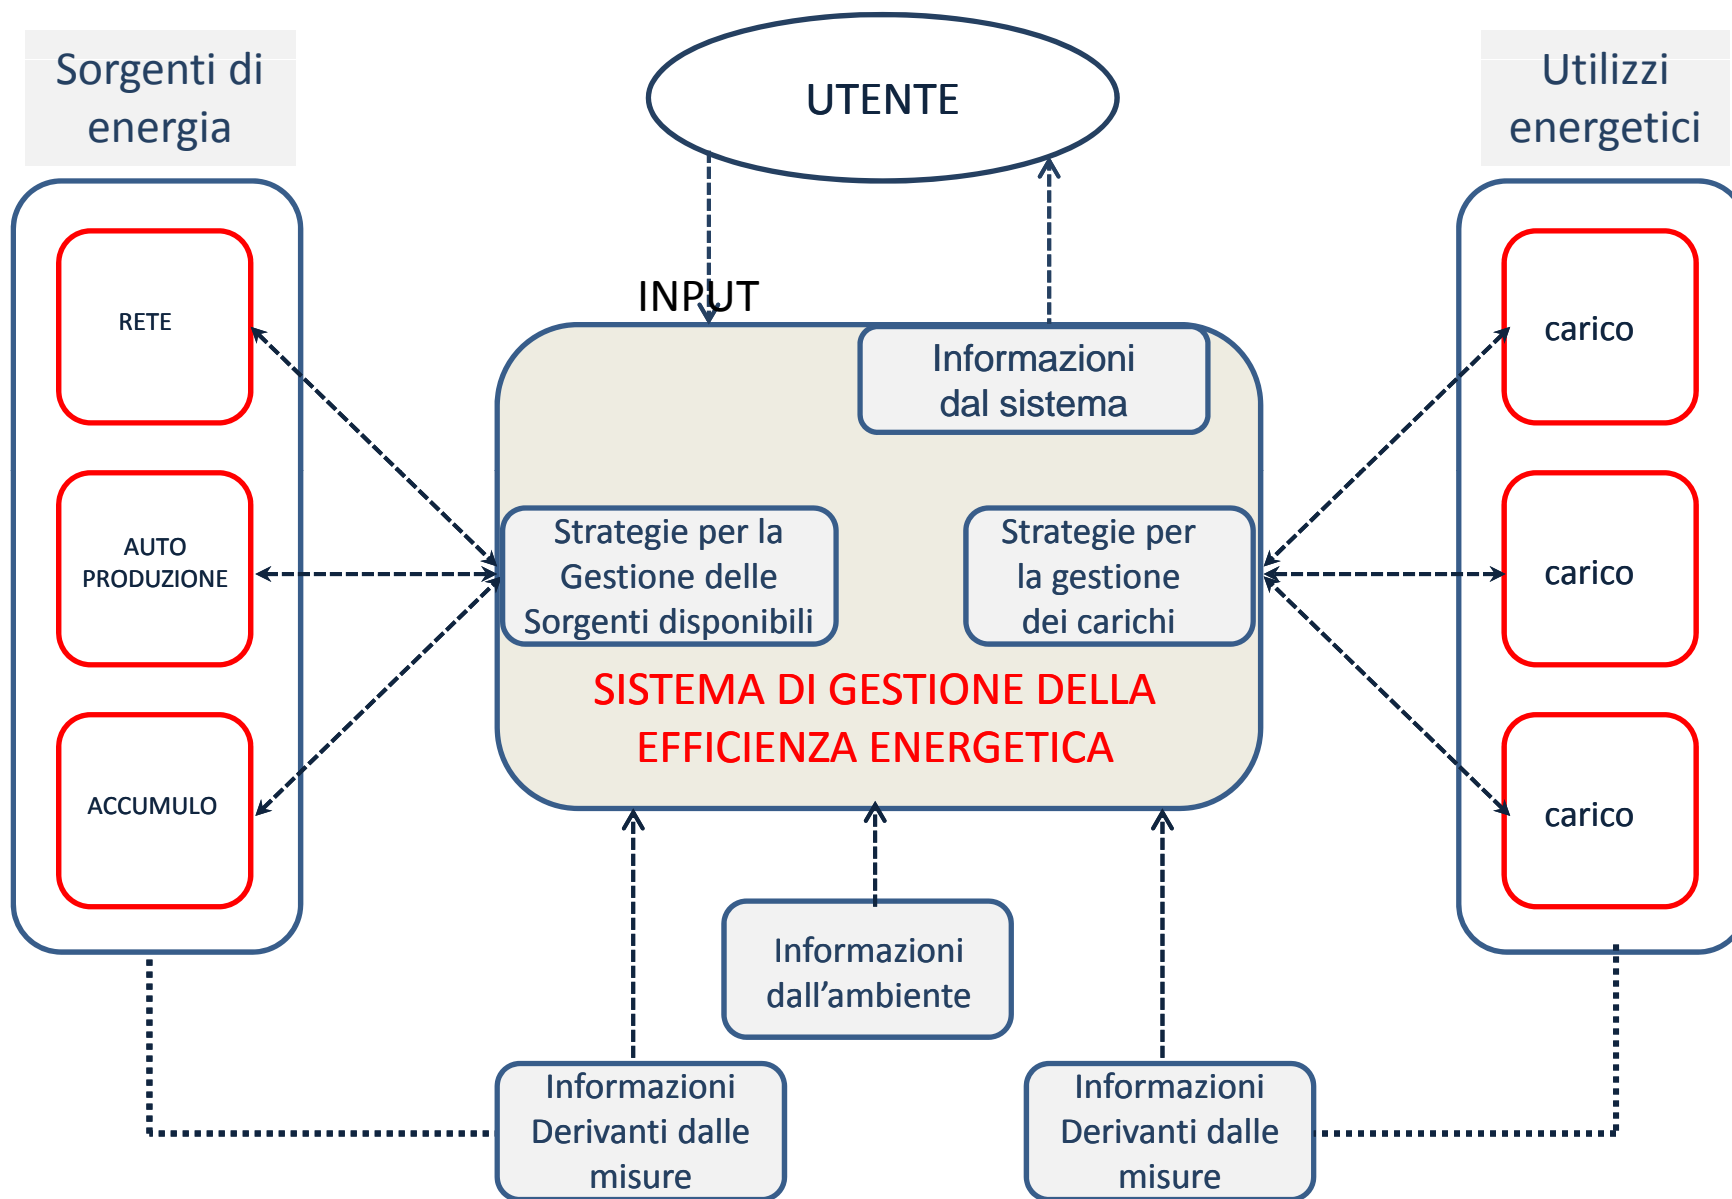 Sorgenti di
energia
UTENTE
Utilizzi
energetici
INPUT
RETE
AUTO
PRODUZIONE
ACCUMULO
Informazioni
dal sistema
Strategie per la
Gestione delle
Sorgenti disponibili
Strategie per
la gestione
dei carichi
SISTEMA DI GESTIONE DELLA
EFFICIENZA ENERGETICA
carico
carico
carico
Informazioni
dall’ambiente
Informazioni
Derivanti dalle
misure
Informazioni
Derivanti dalle
misure